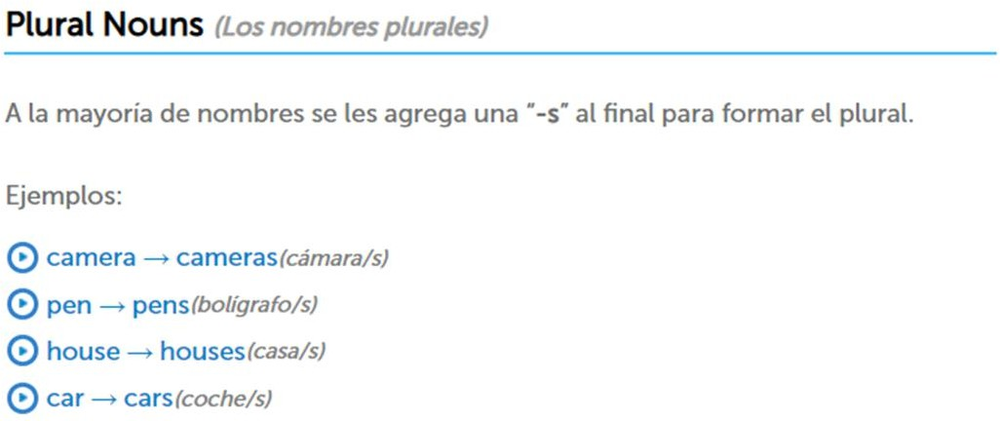 Plural Nouns (Los nombres plurales)
A la mayoría de nombres se les agrega una "-s" al final para formar el plural.
Ejemplos:
camera → cameras(cámara/s)
pen → pens(bolígrafo/s)
house → houses(casa/s)
car → cars(coche/s)